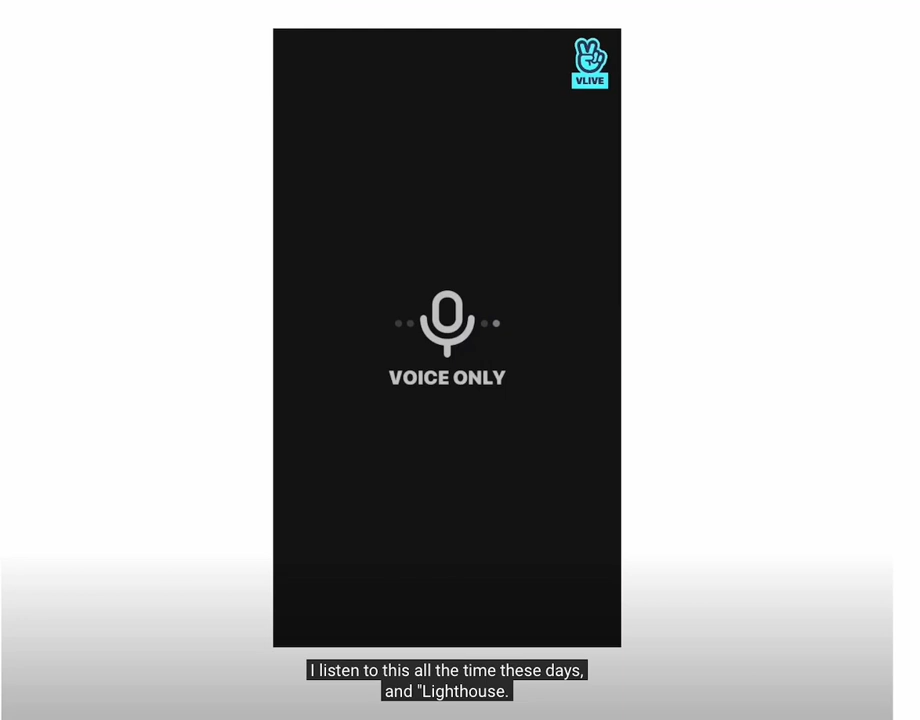 VLIVE
VOICE ONLY
I listen to this all the time these days,
and "Lighthouse.